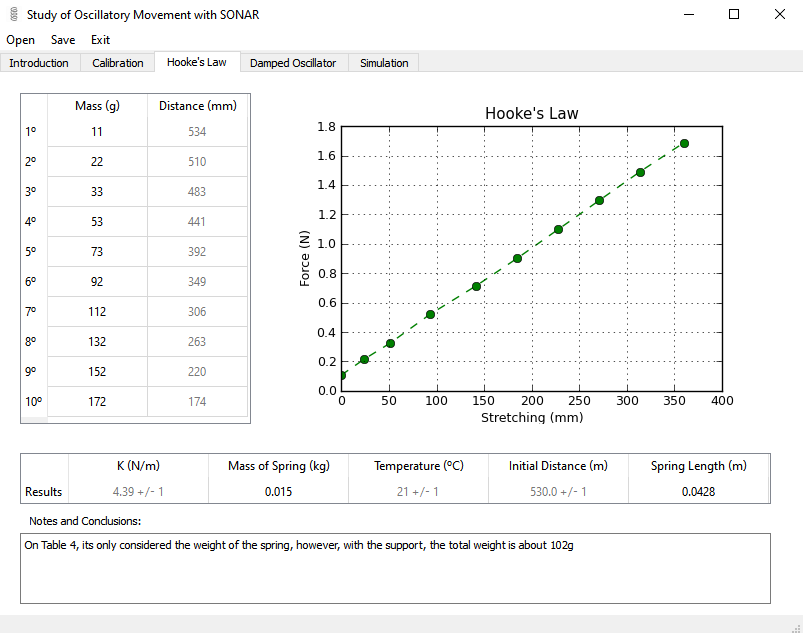 Study of Oscillatory Movement with SONAR
Open Save Exit
Introduction Calibration Hooke's Law Damped Oscillator Simulation
Mass (g) Distance (mm)
1º 11 534
2º 22 510
3º 33 483
4º 53 441
5º 73 392
6º 92 349
7º 112 306
8º 132 263
9º 152 220
10º 172 174
Hooke's Law
1.8
1.6
1.4
1.2
1.0
0.8
0.6
0.4
0.2
0.0
Force (N)
0 50 100 150 200 250 300 350 400
Stretching (mm)
K (N/m) Mass of Spring (kg) Temperature (ºC) Initial Distance (m) Spring Length (m)
Results 4.39 +/- 1 0.015 21 +/- 1 530.0 +/- 1 0.0428
Notes and Conclusions:
On Table 4, its only considered the weight of the spring, however, with the support, the total weight is about 102g